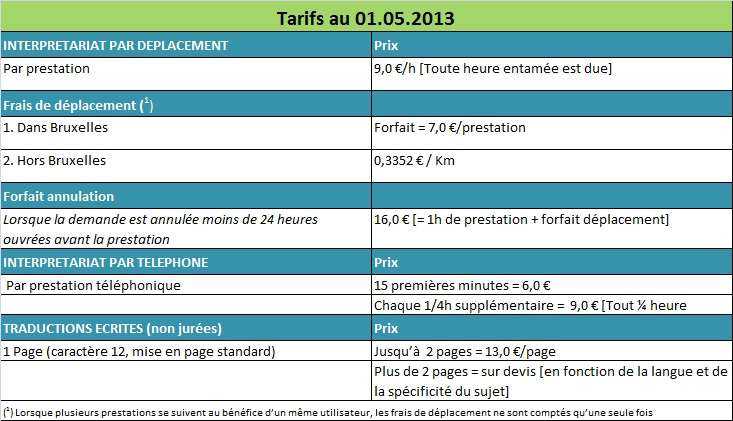 Tarifs au 01.05.2013
INTERPRETARIAT PAR DEPLACEMENT Prix
Par prestation 9,0 €/h [Toute heure entamée est due]
Frais de déplacement (¹)
1. Dans Bruxelles Forfait = 7,0 €/prestation
2. Hors Bruxelles 0,3352 € / Km
Forfait annulation
Lorsque la demande est annulée moins de 24 heures
ouvrées avant la prestation
16,0 € [= 1h de prestation + forfait déplacement]
INTERPRETARIAT PAR TELEPHONE Prix
Par prestation téléphonique 15 premières minutes = 6,0 €
Chaque 1/4h supplémentaire = 9,0 € [Tout ¼ heure
TRADUCTIONS ECRITES (non jurées) Prix
1 Page (caractère 12, mise en page standard) Jusqu'à 2 pages = 13,0 €/page
Plus de 2 pages = sur devis [en fonction de la langue et de
la spécificité du sujet]
(¹) Lorsque plusieurs prestations se suivent au bénéfice d'un même utilisateur, les frais de déplacement ne sont comptés qu'une seule fois